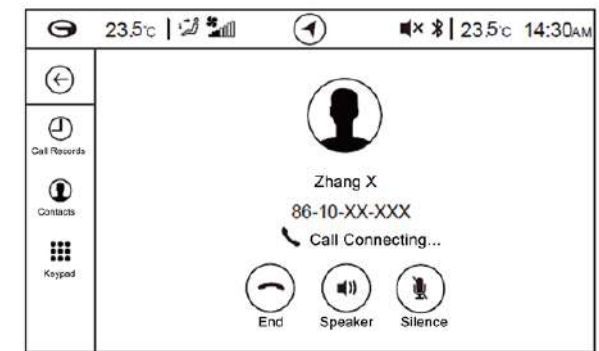 23.5°C 23.5°C 14:30AM
Call Records
Contacts
Keypad
Zhang X
86-10-XX-XXX
Call Connecting...
End Speaker Silence